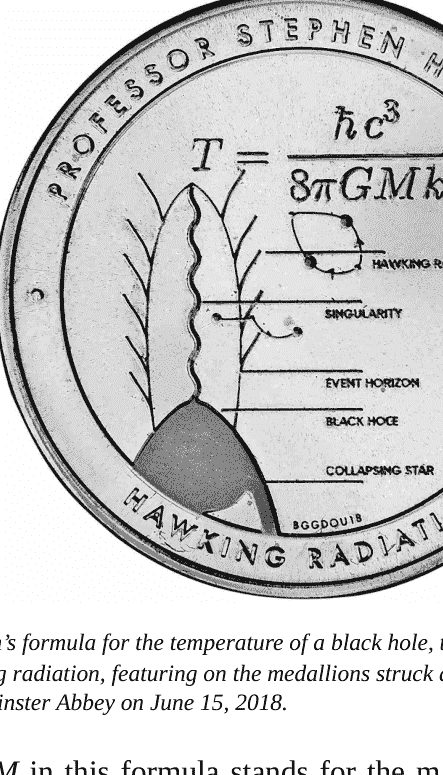 PROFESSOR STEPHEN H
T = ħc³
8πGMk
HAWKING R
SINGULARITY
EVENT HORIZON
BLACK HOLE
COLLAPSING STAR
BGGDQU18
HAWKING RADIATI
's formula for the temperature of a black hole, t
g radiation, featuring on the medallions struck
inster Abbey on June 15, 2018.
M in this formula stands for the m